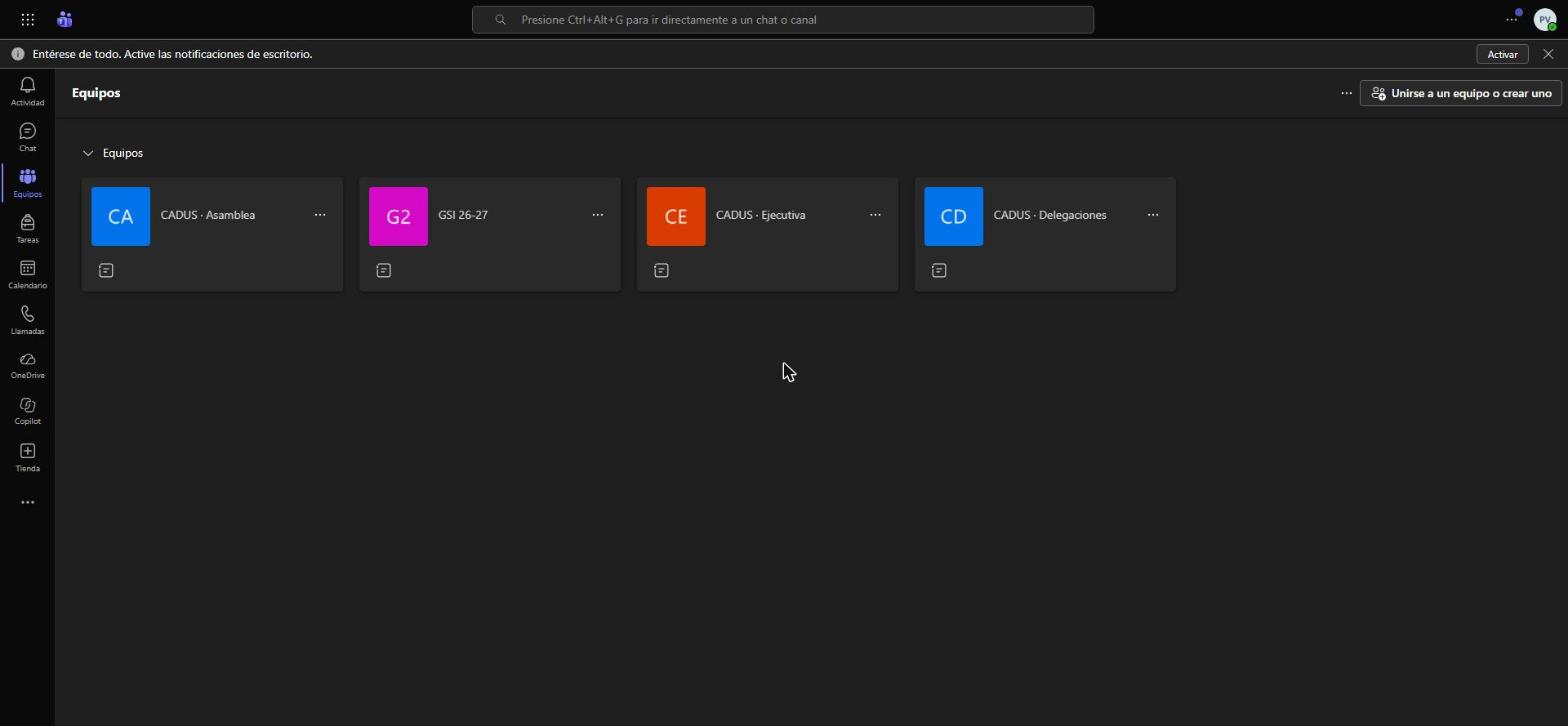 Presione Ctrl+Alt+G para ir directamente a un chat o canal
PV
Entérese de todo. Active las notificaciones de escritorio.
Activar
Actividad
Chat
Equipos
Tareas
Calendario
Llamadas
OneDrive
Copilot
Tienda
Equipos
Unirse a un equipo o crear uno
Equipos
CA
CADUS · Asamblea
G2
GSI 26-27
CE
CADUS · Ejecutiva
CD
CADUS · Delegaciones